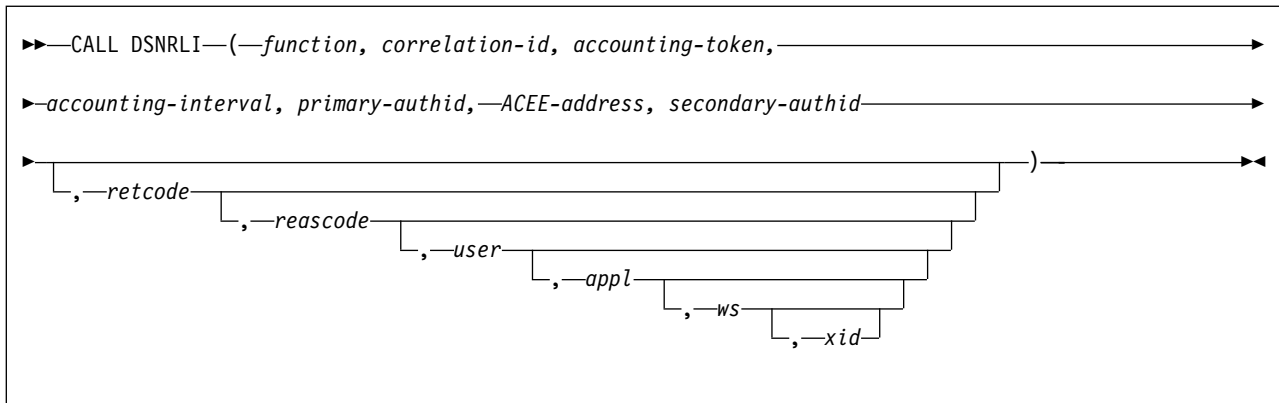 CALL DSNRLI ( function, correlation-id, accounting-token,
accounting-interval, primary-authid, ACEE-address, secondary-authid
)
, retcode
, reascode
, user
, appl
, ws
, xid